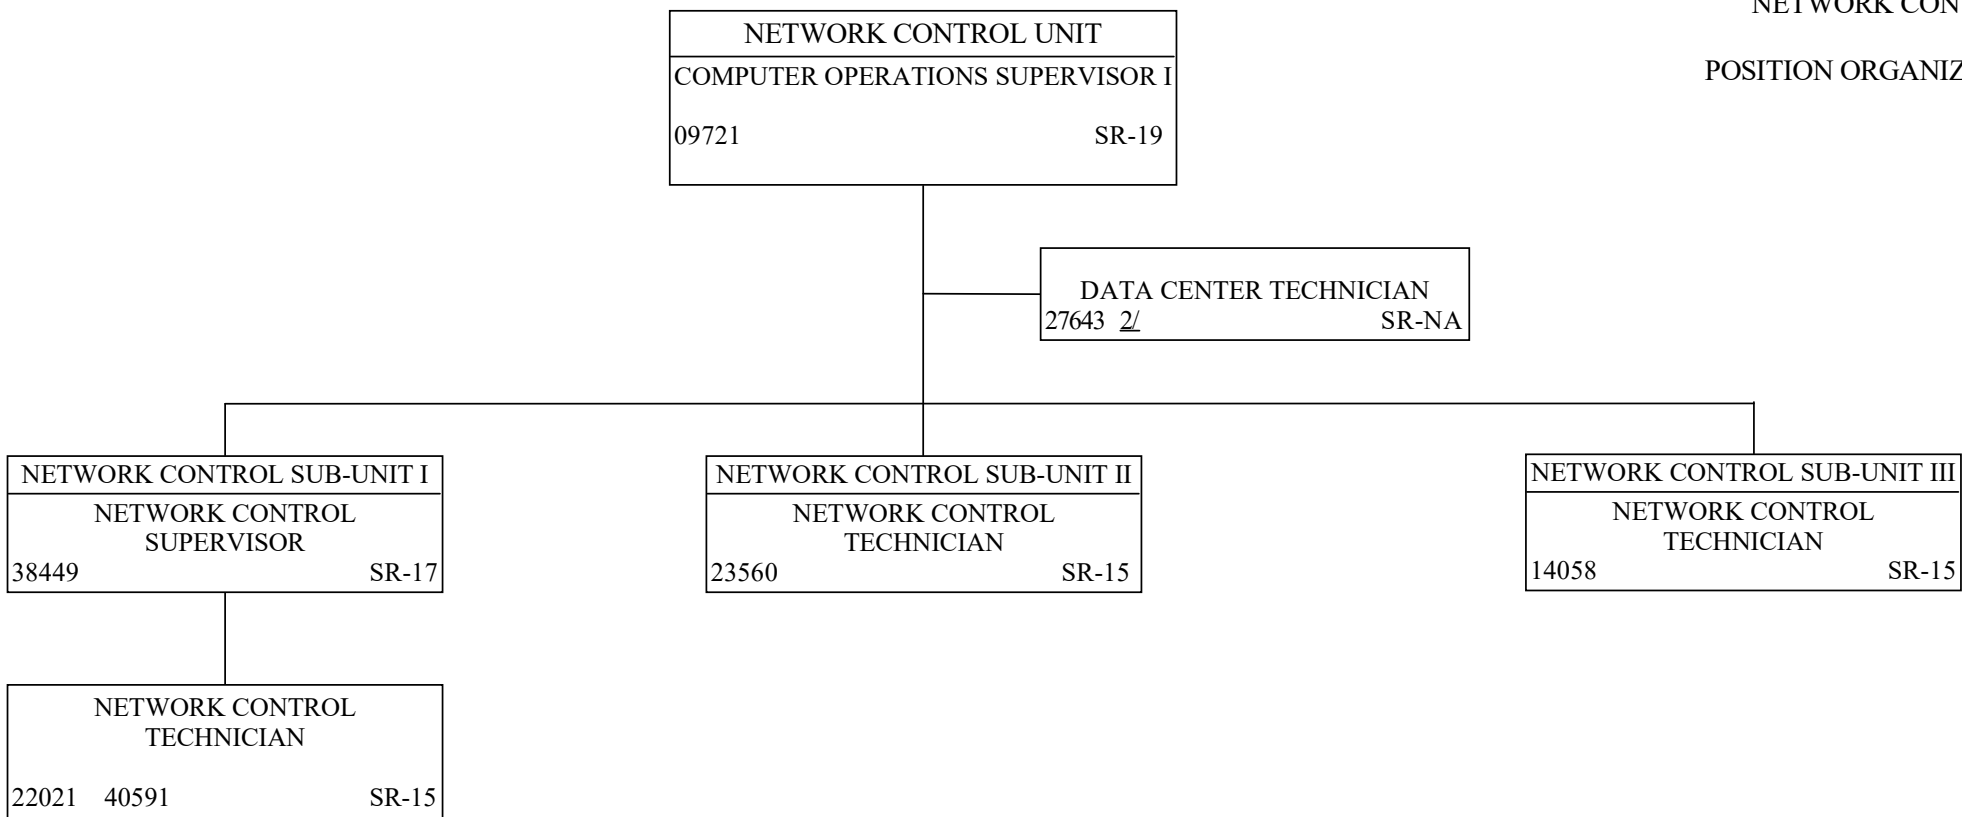 NETWORK CON
POSITION ORGANIZ
NETWORK CONTROL UNIT
COMPUTER OPERATIONS SUPERVISOR I
09721 SR-19
DATA CENTER TECHNICIAN
27643 2/ SR-NA
NETWORK CONTROL SUB-UNIT I
NETWORK CONTROL
SUPERVISOR
38449 SR-17
NETWORK CONTROL SUB-UNIT II
NETWORK CONTROL
TECHNICIAN
23560 SR-15
NETWORK CONTROL SUB-UNIT III
NETWORK CONTROL
TECHNICIAN
14058 SR-15
NETWORK CONTROL
TECHNICIAN
22021 40591 SR-15